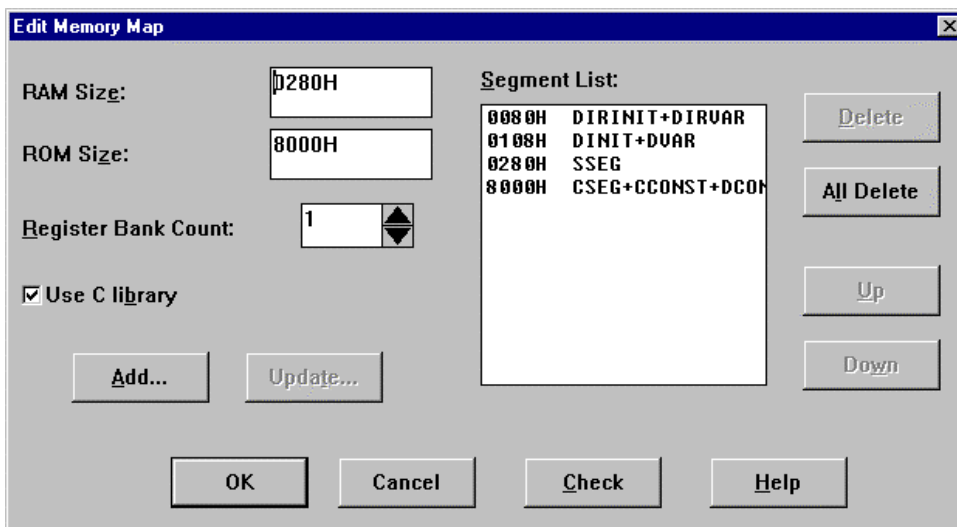 Edit Memory Map
RAM Size:
0280H
ROM Size:
8000H
Register Bank Count:
1
Use C library
Add...
Update...
Segment List:
0080H DIRINIT+DIRVAR
0108H DINIT+DVAR
0280H SSEG
8000H CSEG+CCONST+DCON
Delete
All Delete
Up
Down
OK
Cancel
Check
Help